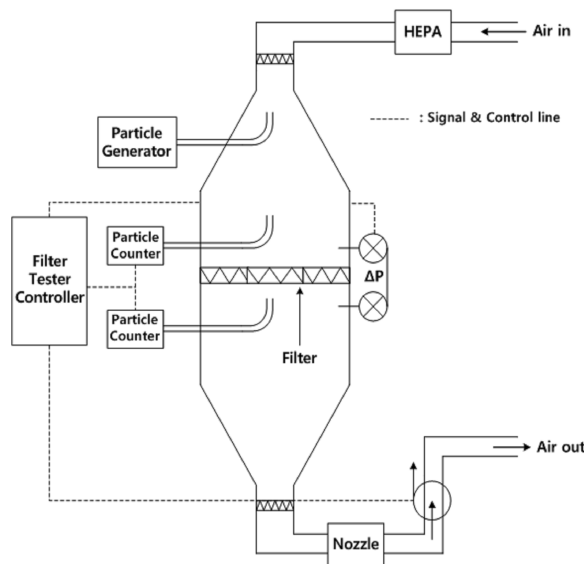 HEPA
Air in
Particle
Generator
: Signal & Control line
Particle
Counter
Filter
Tester
Controller
ΔP
Particle
Counter
Filter
Air out
Nozzle